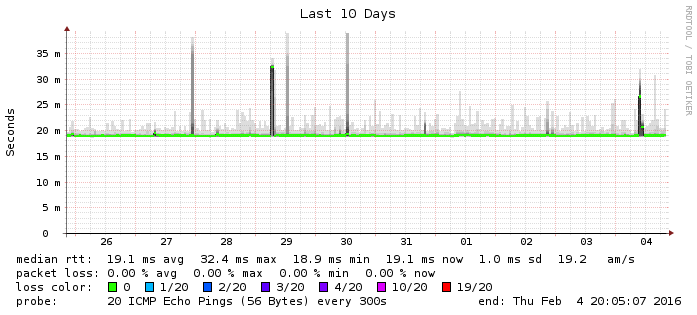 Last 10 Days
RRDTOOL / TOBI OETIKER
Seconds
35 m
30 m
25 m
20 m
15 m
10 m
5 m
0
26 27 28 29 30 31 01 02 03 04
median rtt: 19.1 ms avg 32.4 ms max 18.9 ms min 19.1 ms now 1.0 ms sd 19.2 am/s
packet loss: 0.00 % avg 0.00 % max 0.00 % min 0.00 % now
loss color: 0 1/20 2/20 3/20 4/20 10/20 19/20
probe: 20 ICMP Echo Pings (56 Bytes) every 300s end: Thu Feb 4 20:05:07 2016